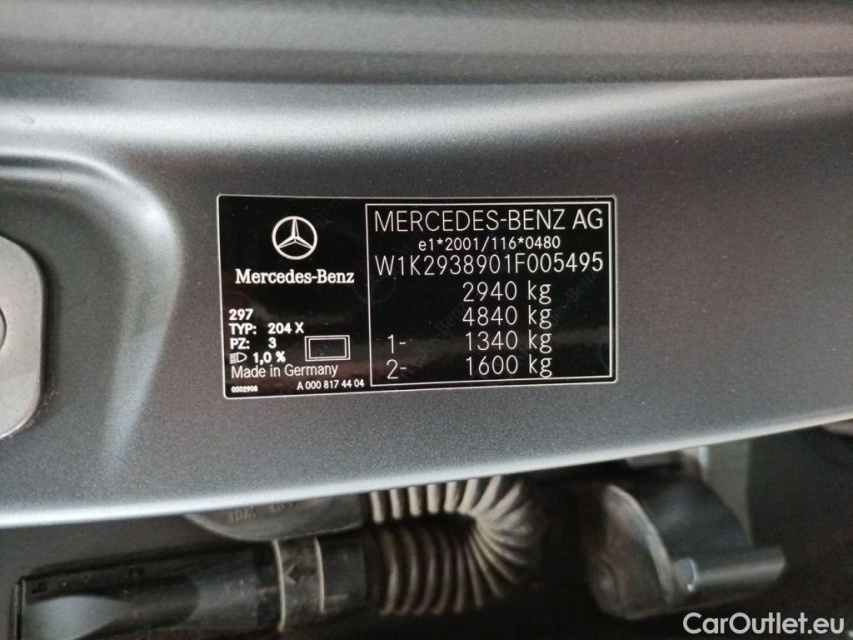 Mercedes-Benz
297
TYP: 204 X
PZ: 3
1,0 %
Made in Germany
0502908
A 000 817 44 04
MERCEDES-BENZ AG
e1*2001/116*0480
W1K2938901F005495
2940 kg
4840 kg
1- 1340 kg
2- 1600 kg
CarOutlet.eu